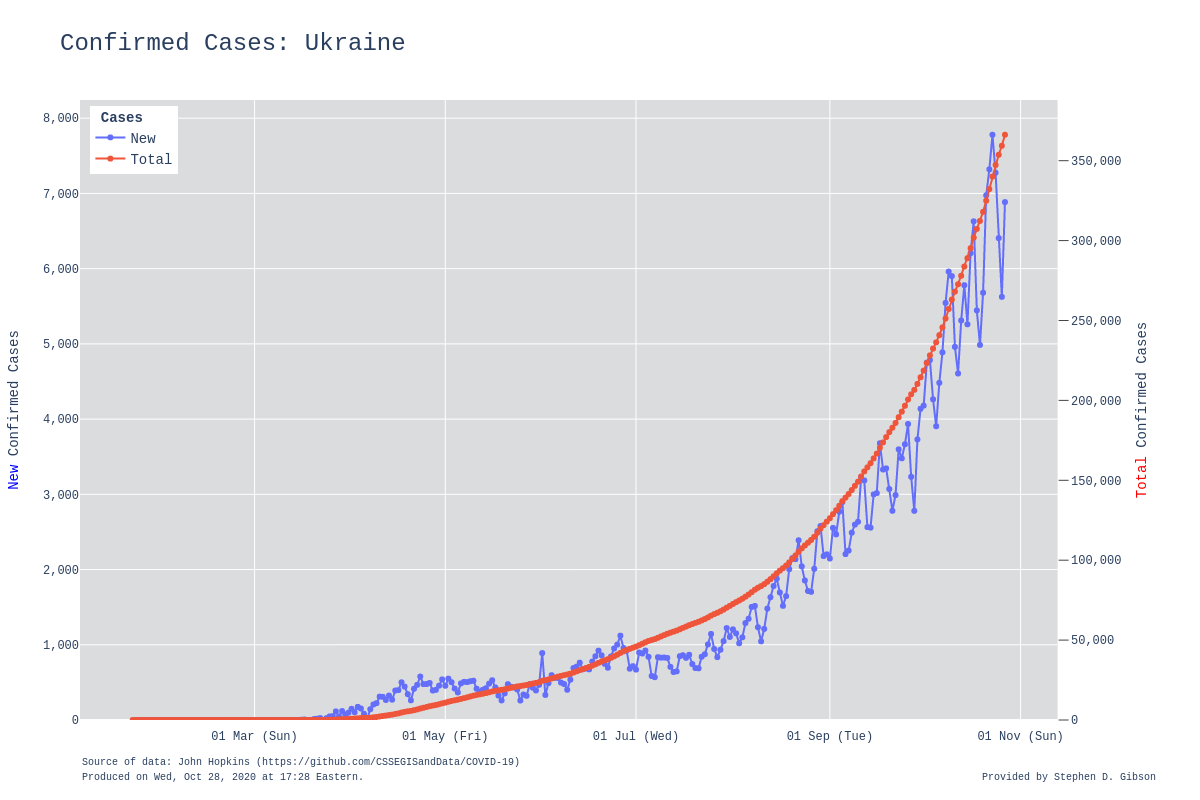 Confirmed Cases: Ukraine
Cases
New
Total
8,000
7,000
6,000
5,000
4,000
3,000
2,000
1,000
0
New Confirmed Cases
350,000
300,000
250,000
200,000
150,000
100,000
50,000
0
Total Confirmed Cases
01 Mar (Sun) 01 May (Fri) 01 Jul (Wed) 01 Sep (Tue) 01 Nov (Sun)
Source of data: John Hopkins (https://github.com/CSSEGISandData/COVID-19)
Produced on Wed, Oct 28, 2020 at 17:28 Eastern.
Provided by Stephen D. Gibson